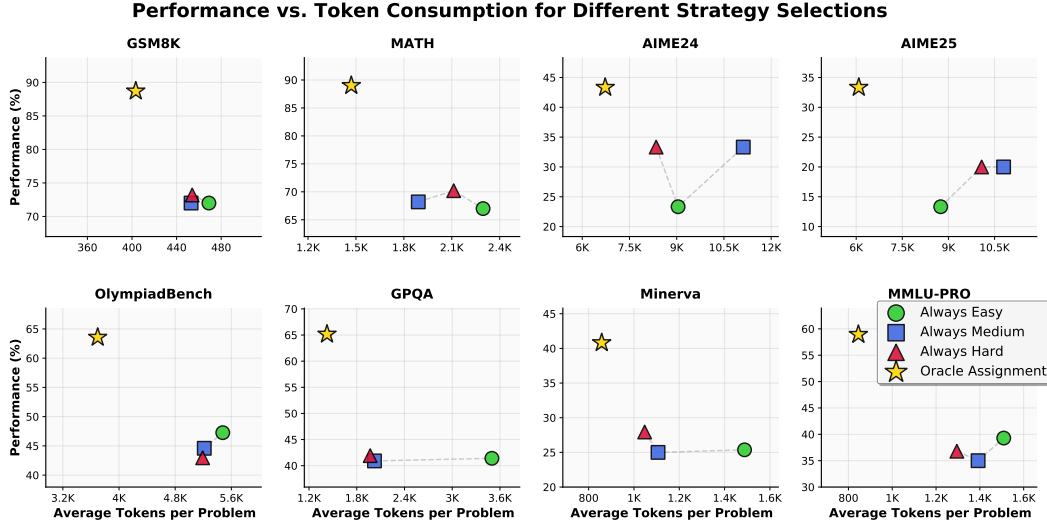 Performance vs. Token Consumption for Different Strategy Selections
GSM8K
MATH
AIME24
AIME25
Performance (%)
90
85
80
75
70
360
400
440
480
90
85
80
75
70
65
1.2K
1.5K
1.8K
2.1K
2.4K
45
40
35
30
25
20
6K
7.5K
9K
10.5K
12K
35
30
25
20
15
10
6K
7.5K
9K
10.5K
OlympiadBench
GPQA
Minerva
MMLU-PRO
Performance (%)
65
60
55
50
45
40
3.2K
4K
4.8K
5.6K
Average Tokens per Problem
70
65
60
55
50
45
40
1.2K
1.8K
2.4K
3K
3.6K
Average Tokens per Problem
45
40
35
30
25
20
800
1K
1.2K
1.4K
1.6K
Average Tokens per Problem
60
55
50
45
40
35
30
800
1K
1.2K
1.4K
1.6K
Average Tokens per Problem
Always Easy
Always Medium
Always Hard
Oracle Assignment